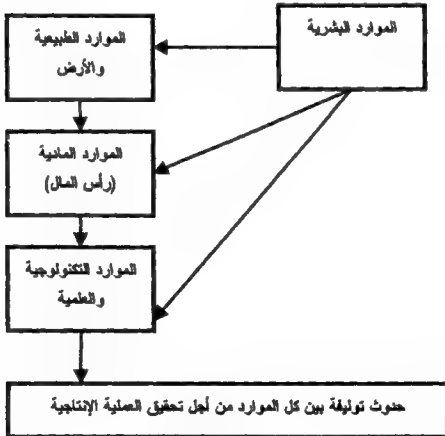 الموارد البشرية
الموارد الطبيعية
والأرض
الموارد المادية
(رأس المال)
الموارد التكنولوجية
والعلمية
حدوث توليفة بين كل الموارد من أجل تحقيق العملية الإنتاجية